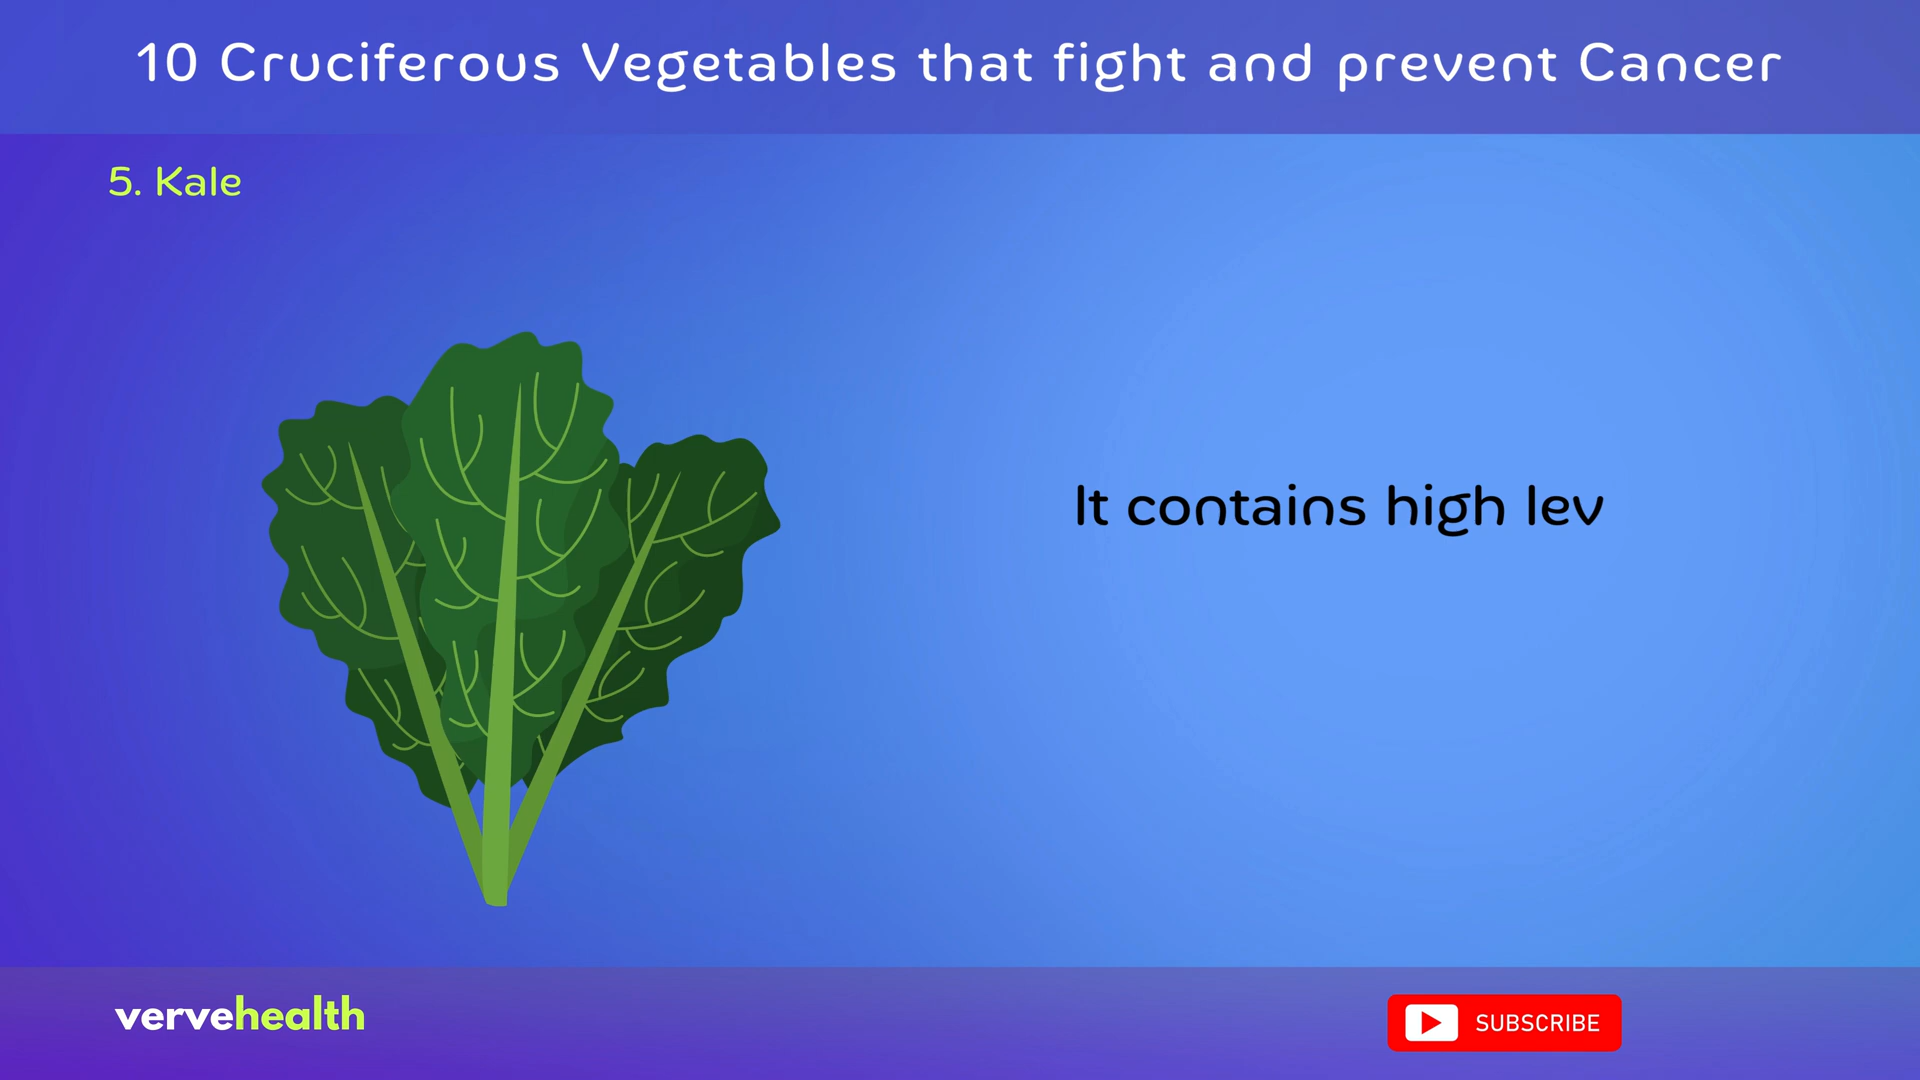 10 Cruciferous Vegetables that fight and prevent Cancer
5. Kale
It contains high lev
vervehealth
SUBSCRIBE